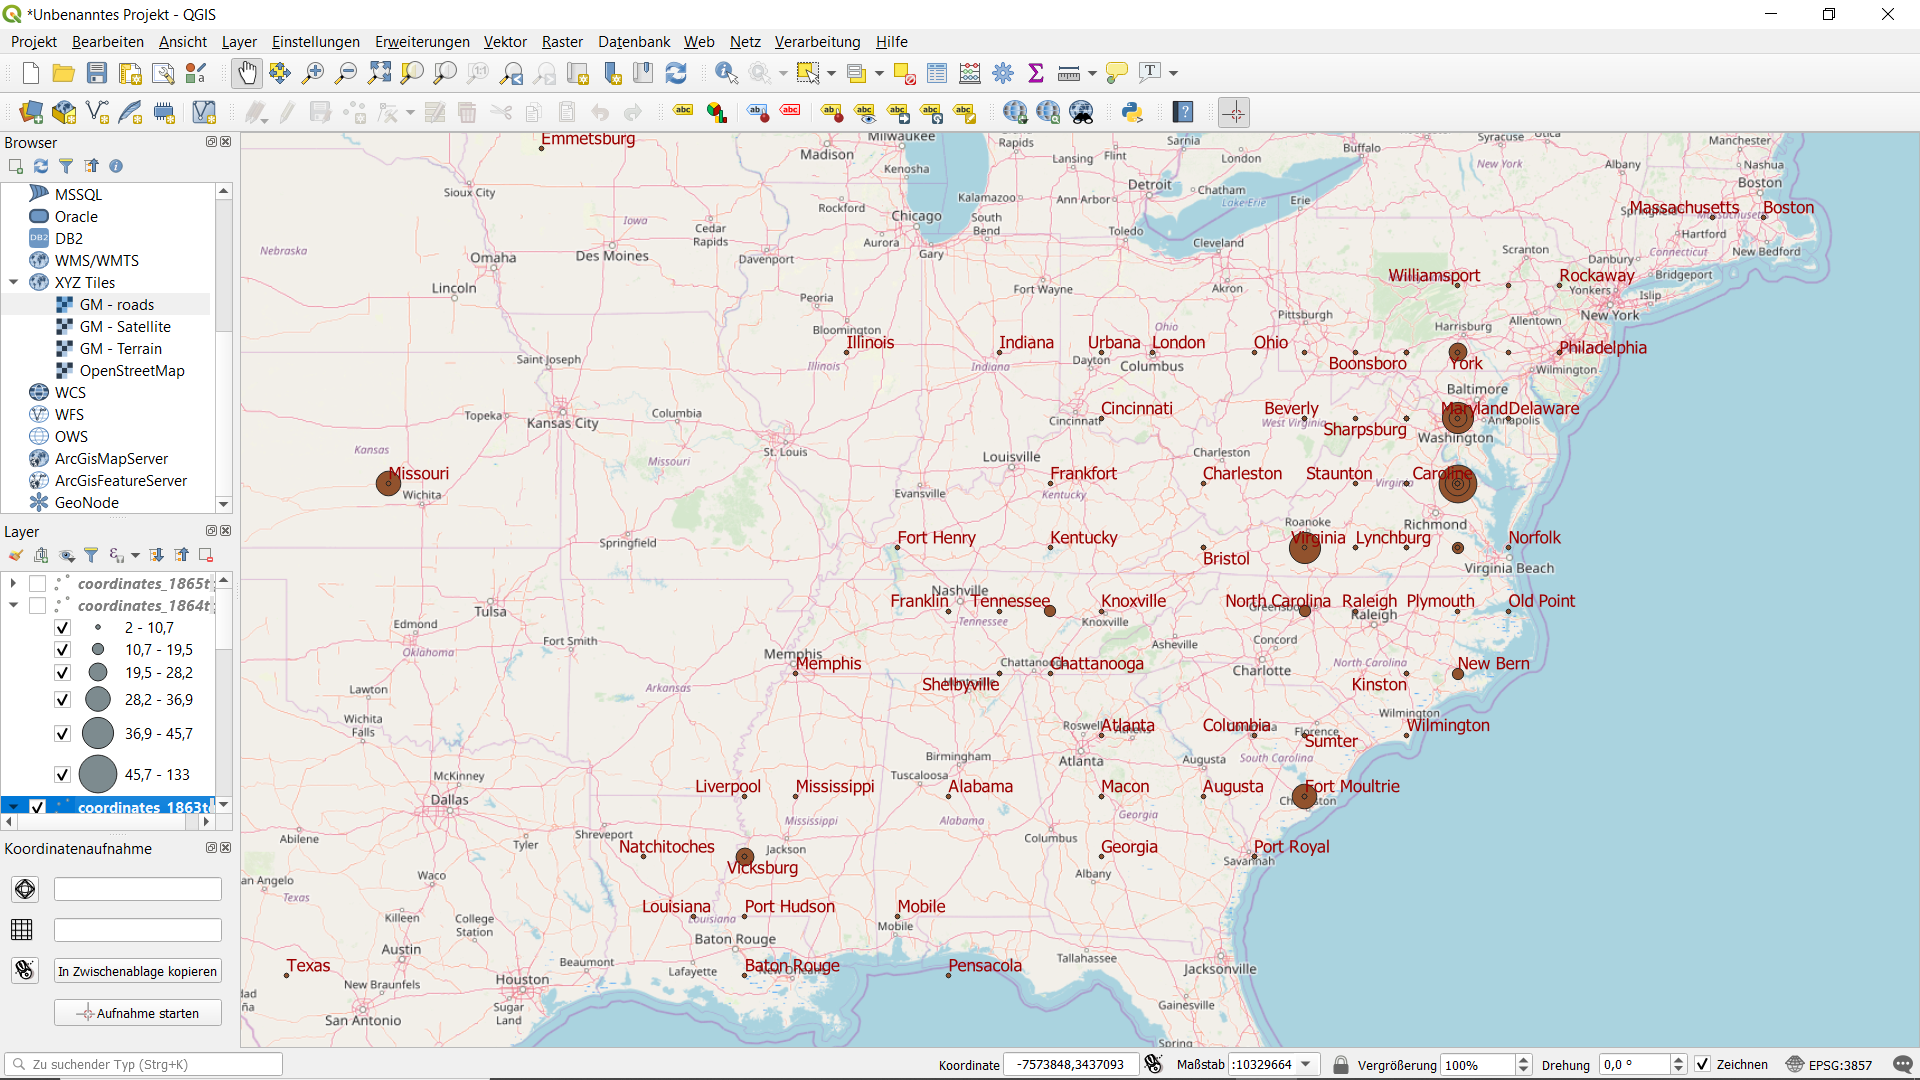 *Unbenanntes Projekt - QGIS
Projekt Bearbeiten Ansicht Layer Einstellungen Erweiterungen Vektor Raster Datenbank Web Netz Verarbeitung Hilfe
Browser
MSSQL
Oracle
DB2
WMS/WMTS
XYZ Tiles
GM - roads
GM - Satellite
GM - Terrain
OpenStreetMap
WCS
WFS
OWS
ArcGisMapServer
ArcGisFeatureServer
GeoNode
Layer
coordinates_1865t
coordinates_1864t
2 - 10,7
10,7 - 19,5
19,5 - 28,2
28,2 - 36,9
36,9 - 45,7
45,7 - 133
coordinates_1863t
Koordinatenaufnahme
In Zwischenablage kopieren
Aufnahme starten
Emmetsburg Milwaukee Rapids Sarnia Syracuse Utica Manchester
Madison Lansing Flint London Buffalo New York Albany Nashua
Sioux City Kenosha Kalamazoo Ann Arbor Detroit Chatham Erie Lake Erie Boston
Iowa Rockford Chicago South Bend Toledo Massachusetts Boston
Nebraska Cedar Rapids Aurora Gary Cleveland Hartford New Bedford
Omaha Des Moines Davenport Scranton Danbury Connecticut
Lincoln Peoria Fort Wayne Akron Williamsport Rockaway Bridgeport
Yonkers Islip
Bloomington Ohio Pittsburgh Harrisburg Allentown New York
Illinois Indiana Urbana London Ohio Philadelphia
Saint Joseph Illinois Indiana Dayton Columbus Boonsboro York Wilmington
Baltimore
Topeka Kansas City Columbia Cincinnati Beverly Maryland Delaware
Cincinnati West Virginia Sharpsburg Annapolis
Washington
Kansas Missouri St. Louis Louisville Charleston
Missouri Frankfort Charleston Staunton Caroline
Wichita Evansville Kentucky Virginia
Roanoke Richmond
Springfield Fort Henry Kentucky Bristol Virginia Lynchburg Norfolk
Virginia Beach
Tulsa Nashville
Franklin Tennessee Knoxville North Carolina Raleigh Plymouth Old Point
Edmond Tennessee Knoxville Greensboro Raleigh
Oklahoma Fort Smith Asheville Concord
Memphis Memphis Chattanooga Chattanooga Charlotte North Carolina New Bern
Lawton Arkansas Shelbyville Kinston
Wichita Falls Roswell Atlanta Columbia Florence Wilmington Wilmington
Birmingham Sumter
McKinney Tuscaloosa Atlanta Augusta South Carolina
Dallas Liverpool Mississippi Alabama Macon Augusta Fort Moultrie
Abilene Shreveport Mississippi Alabama Georgia
Tyler Natchitoches Jackson Columbus Georgia Port Royal
Vicksburg Savannah
an Angelo Waco Albany
Texas Killeen College Station Louisiana Port Hudson Mobile
Louisiana Mobile
Austin Baton Rouge Tallahassee
Texas Beaumont Lafayette Baton Rouge Pensacola Jacksonville
New Orleans
dad New Braunfels Houston
ña San Antonio Sugar Land Gainesville
Spring
Zu suchender Typ (Strg+K) Koordinate -7573848,3437093 Maßstab :10329664 Vergrößerung 100% Drehung 0,0 ° Zeichnen EPSG:3857